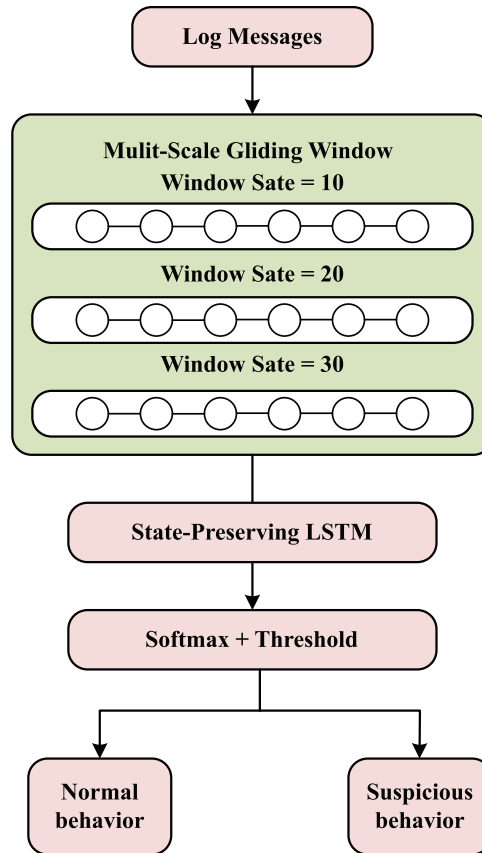 Log Messages
Mulit-Scale Gliding Window
Window Sate = 10
Window Sate = 20
Window Sate = 30
State-Preserving LSTM
Softmax + Threshold
Normal
behavior
Suspicious
behavior